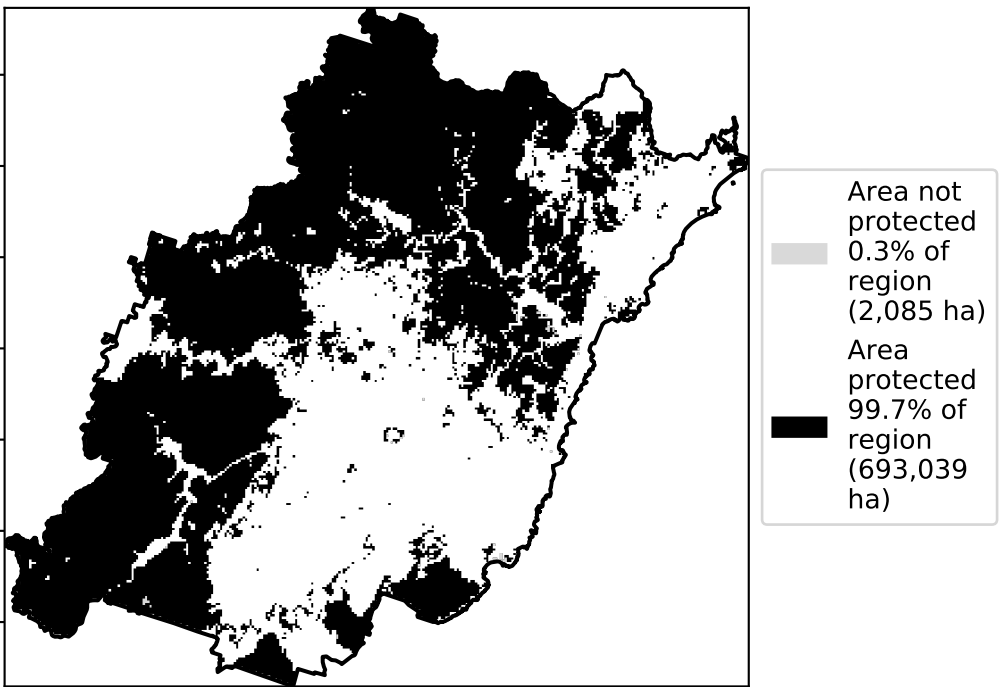 Area not
protected
0.3% of
region
(2,085 ha)
Area
protected
99.7% of
region
(693,039
ha)